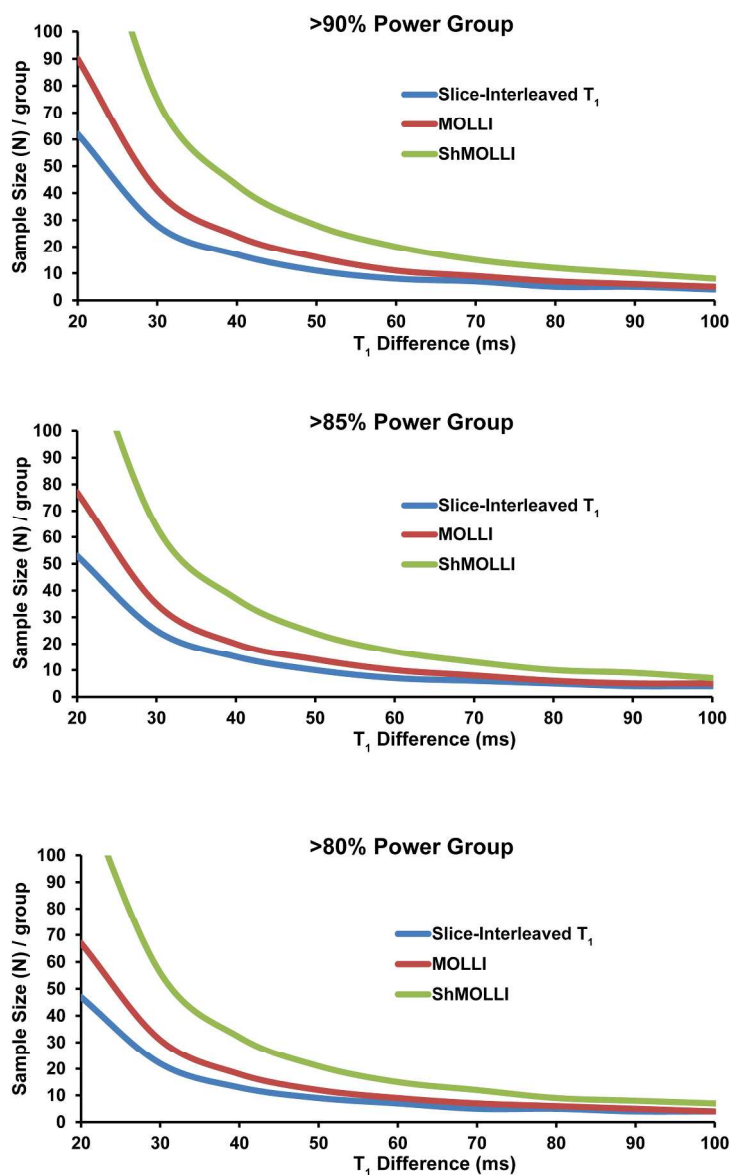 >90% Power Group
Sample Size (N) / group
100
90
80
70
60
50
40
30
20
10
0
Slice-Interleaved T1
MOLLI
ShMOLLI
20 30 40 50 60 70 80 90 100
T1 Difference (ms)
>85% Power Group
Sample Size (N) / group
100
90
80
70
60
50
40
30
20
10
0
Slice-Interleaved T1
MOLLI
ShMOLLI
20 30 40 50 60 70 80 90 100
T1 Difference (ms)
>80% Power Group
Sample Size (N) / group
100
90
80
70
60
50
40
30
20
10
0
Slice-Interleaved T1
MOLLI
ShMOLLI
20 30 40 50 60 70 80 90 100
T1 Difference (ms)